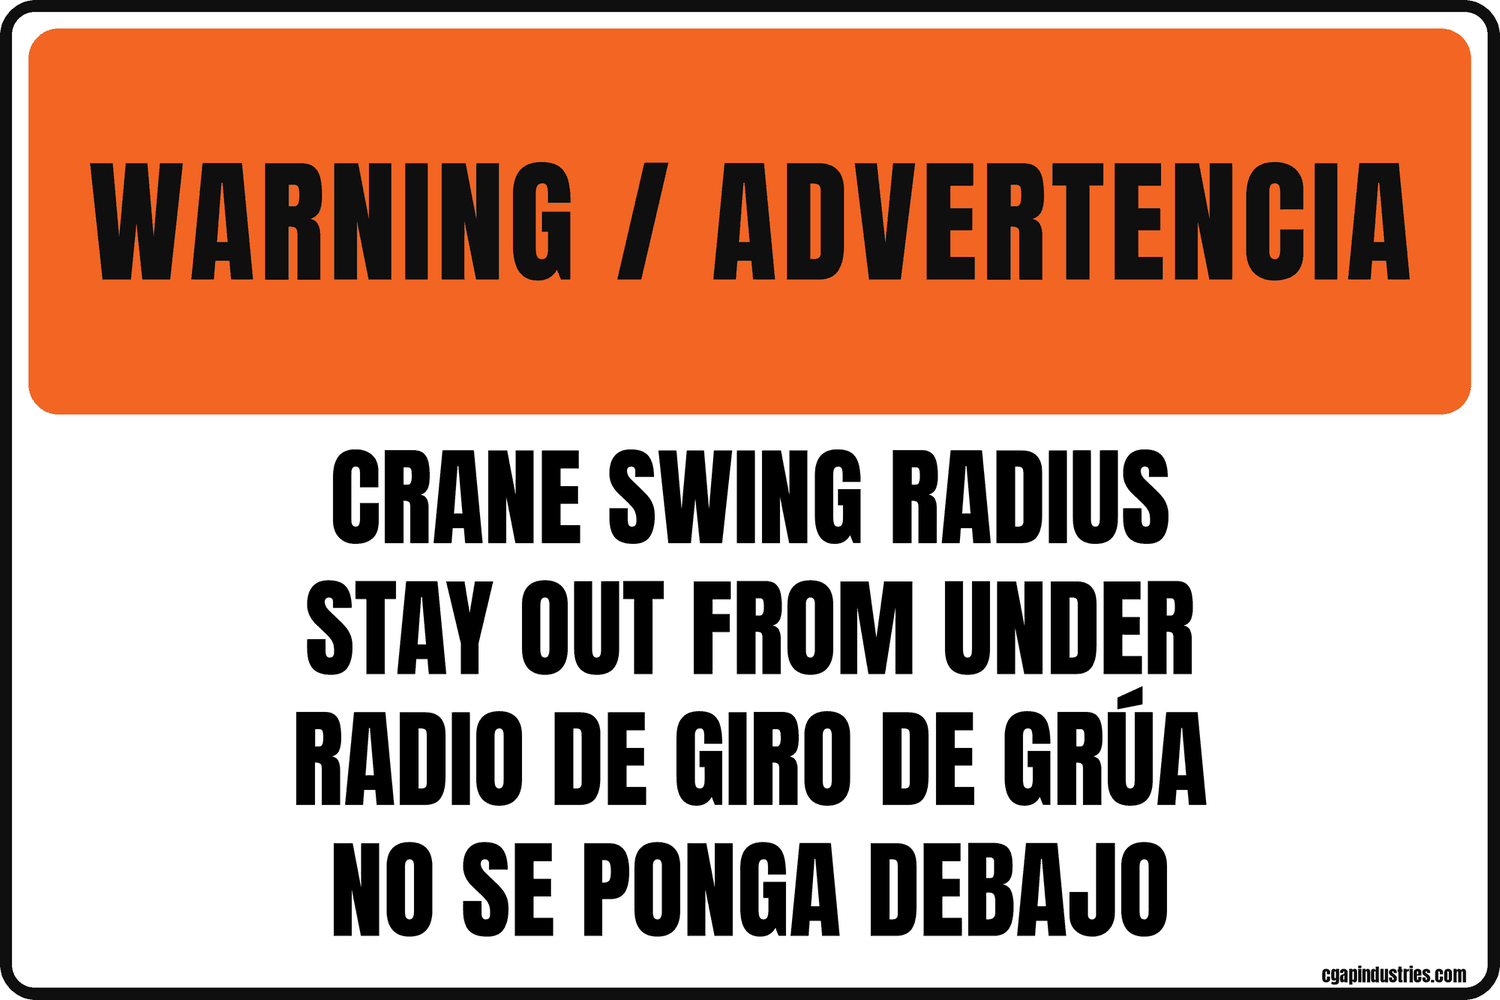 WARNING / ADVERTENCIA
CRANE SWING RADIUS
STAY OUT FROM UNDER
RADIO DE GIRO DE GRÚA
NO SE PONGA DEBAJO
cgapindustries.com